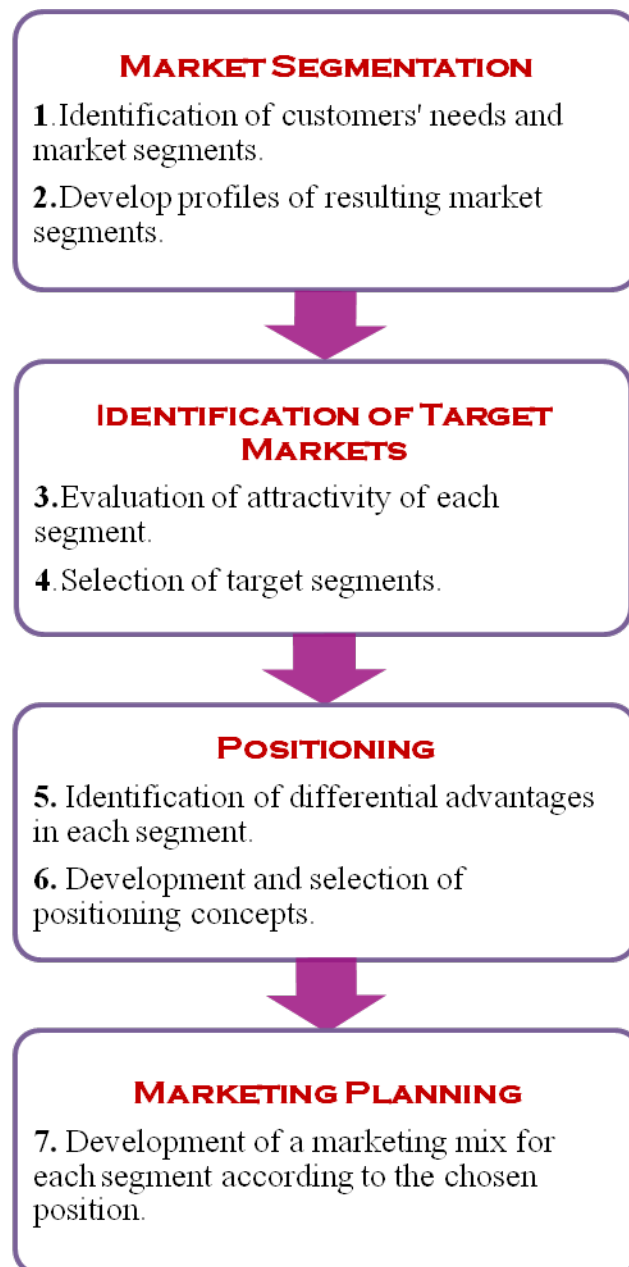 MARKET SEGMENTATION
1.Identification of customers' needs and
market segments.
2.Develop profiles of resulting market
segments.
IDENTIFICATION OF TARGET
MARKETS
3.Evaluation of attractivity of each
segment.
4.Selection of target segments.
POSITIONING
5. Identification of differential advantages
in each segment.
6. Development and selection of
positioning concepts.
MARKETING PLANNING
7. Development of a marketing mix for
each segment according to the chosen
position.